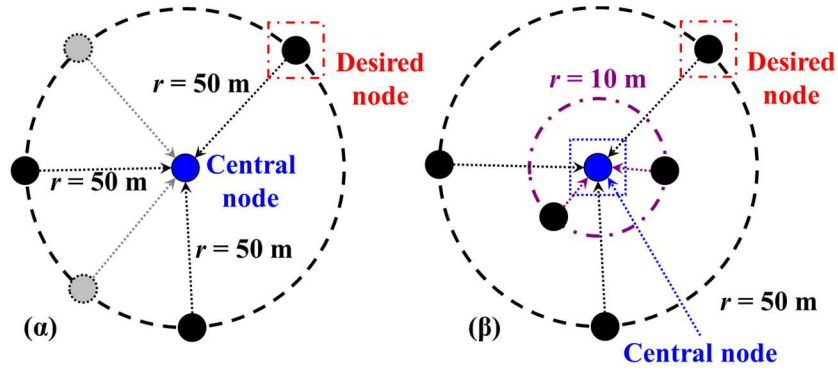 r = 50 m
Desired
node
r = 50 m
Central
node
r = 50 m
(α)
r = 10 m
Desired
node
r = 50 m
(β)
Central node